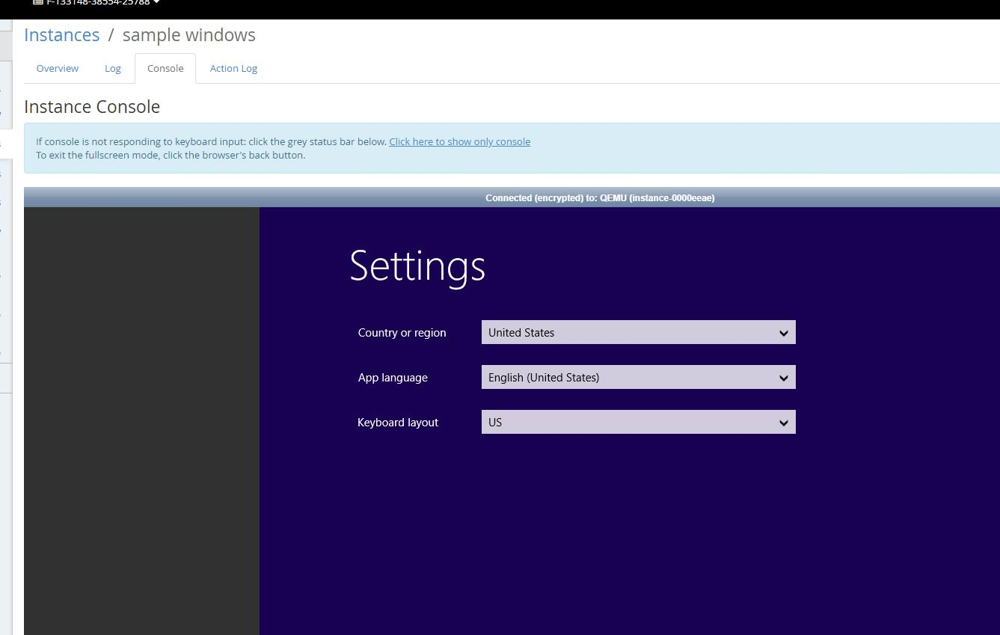 F-133148-38554-25788
Instances / sample windows
Overview Log Console Action Log
Instance Console
If console is not responding to keyboard input: click the grey status bar below. Click here to show only console
To exit the fullscreen mode, click the browser's back button.
Connected (encrypted) to: QEMU (instance-0000eeae)
Settings
Country or region United States
App language English (United States)
Keyboard layout US